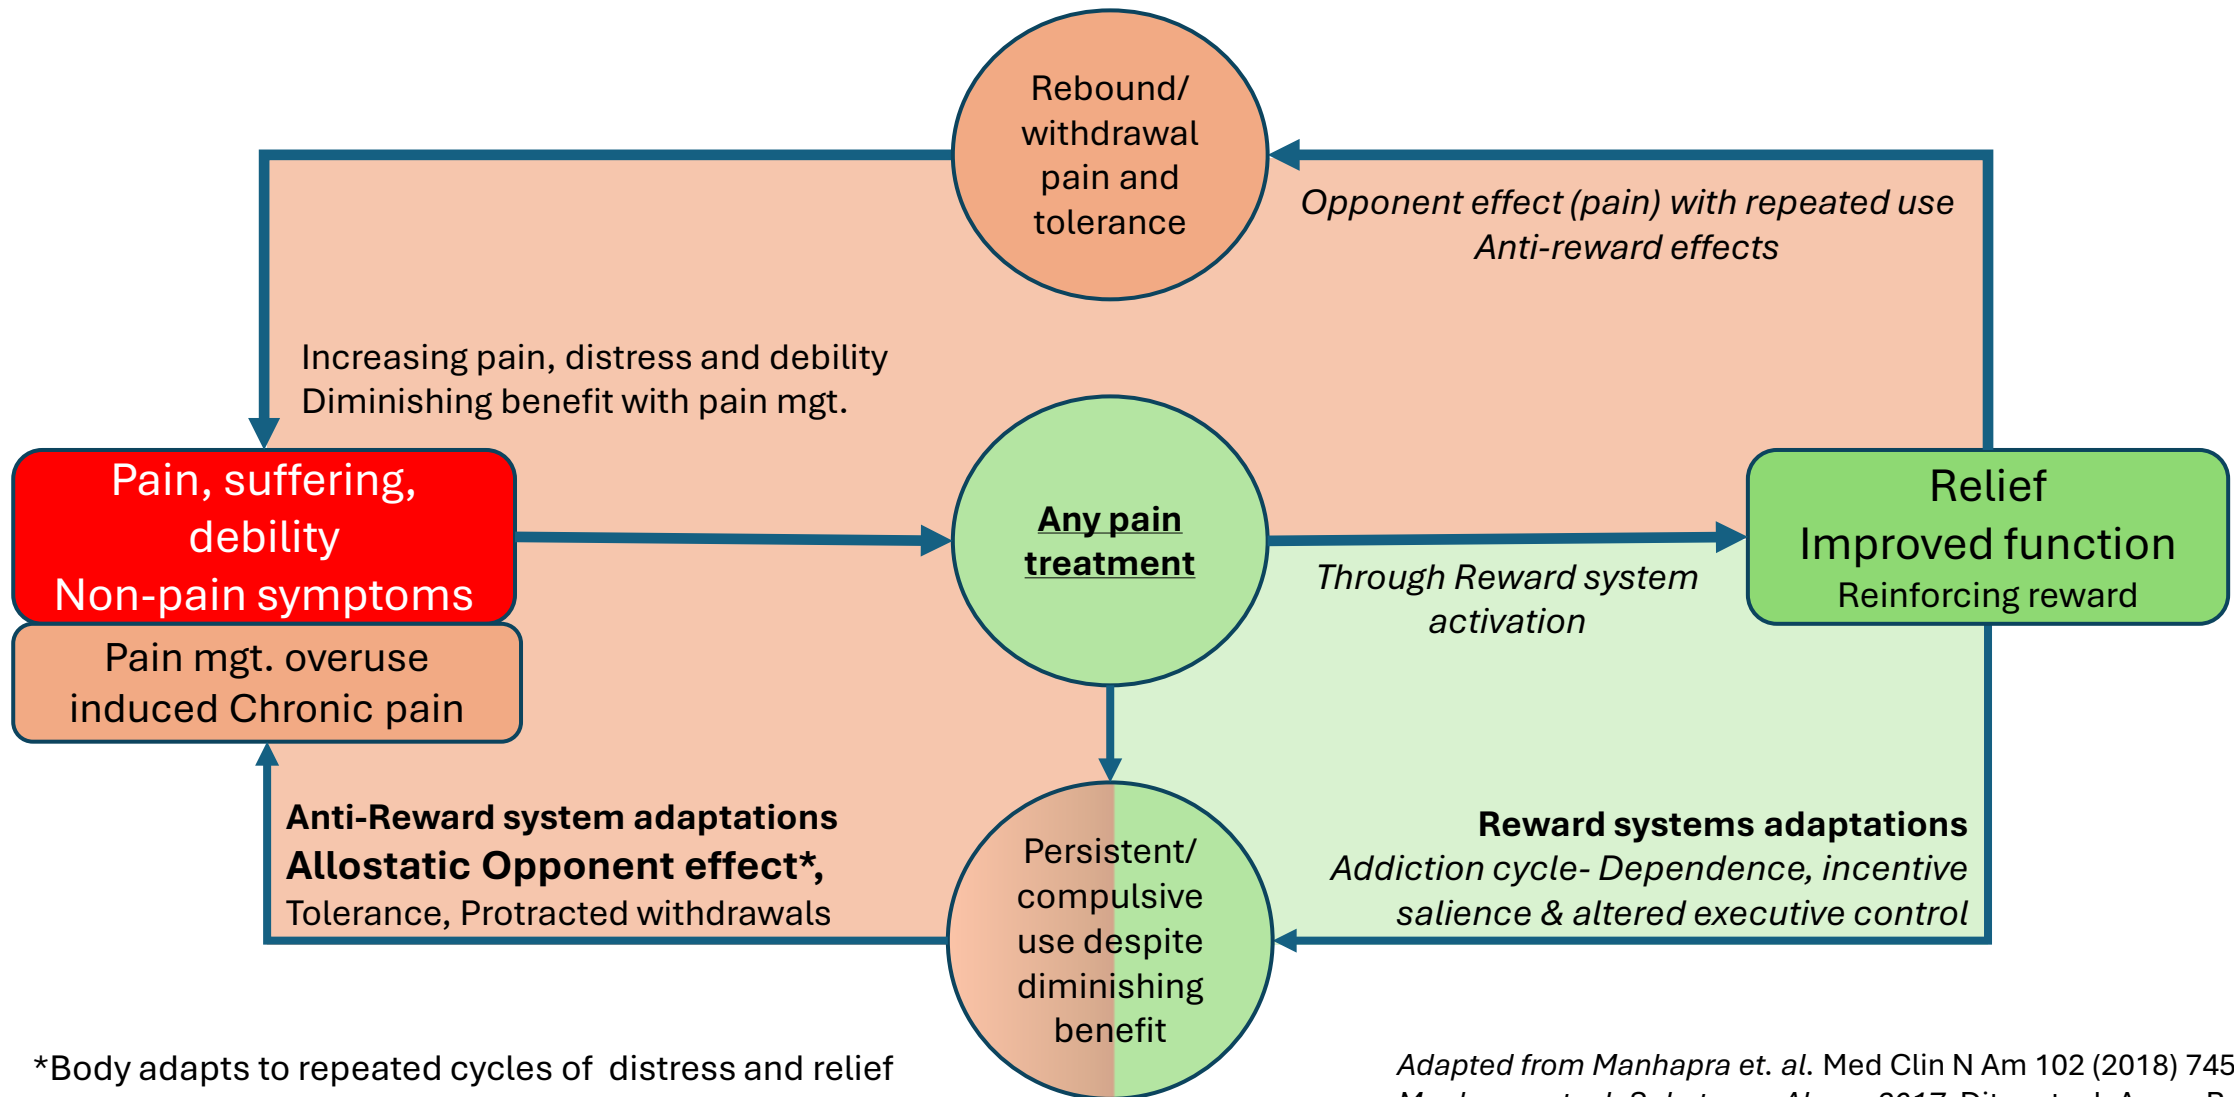 Rebound/
withdrawal
pain and
tolerance
Opponent effect (pain) with repeated use
Anti-reward effects
Increasing pain, distress and debility
Diminishing benefit with pain mgt.
Pain, suffering,
debility
Non-pain symptoms
Pain mgt. overuse
induced Chronic pain
Any pain
treatment
Through Reward system
activation
Relief
Improved function
Reinforcing reward
Anti-Reward system adaptations
Allostatic Opponent effect*,
Tolerance, Protracted withdrawals
Persistent/
compulsive
use despite
diminishing
benefit
Reward systems adaptations
Addiction cycle- Dependence, incentive
salience & altered executive control
*Body adapts to repeated cycles of distress and relief
Adapted from Manhapra et. al. Med Clin N Am 102 (2018) 745